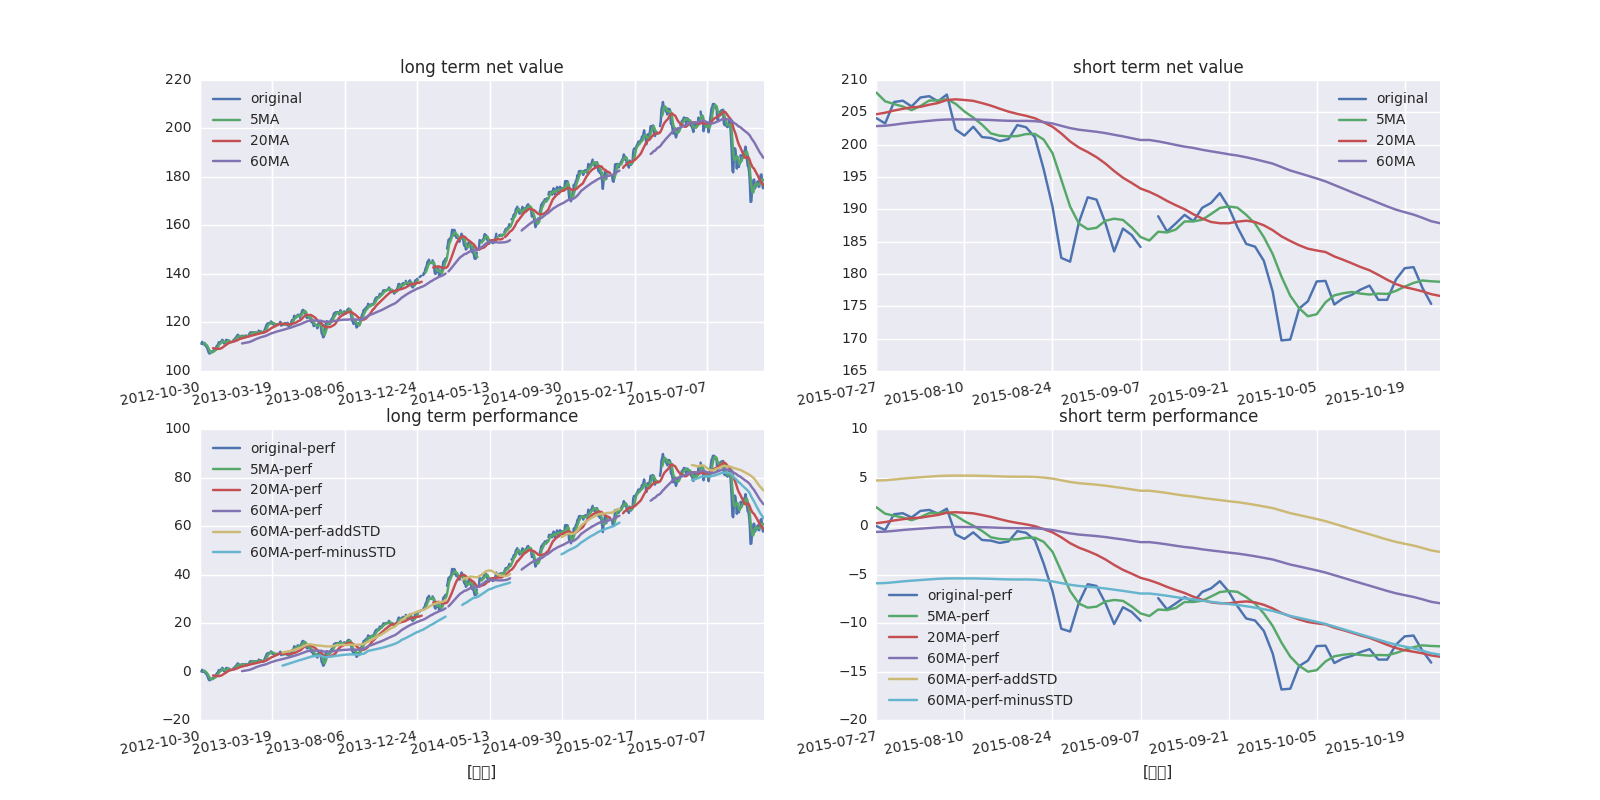 long term net value
220
200
180
160
140
120
100
original
5MA
20MA
60MA
2012-10-30
2013-03-19
2013-08-06
2013-12-24
2014-05-13
2014-09-30
2015-02-17
2015-07-07
short term net value
210
205
200
195
190
185
180
175
170
165
original
5MA
20MA
60MA
2015-07-27
2015-08-10
2015-08-24
2015-09-07
2015-09-21
2015-10-05
2015-10-19
long term performance
100
80
60
40
20
0
−20
original-perf
5MA-perf
20MA-perf
60MA-perf
60MA-perf-addSTD
60MA-perf-minusSTD
2012-10-30
2013-03-19
2013-08-06
2013-12-24
2014-05-13
2014-09-30
2015-02-17
2015-07-07
[▯▯]
short term performance
10
5
0
−5
−10
−15
−20
original-perf
5MA-perf
20MA-perf
60MA-perf
60MA-perf-addSTD
60MA-perf-minusSTD
2015-07-27
2015-08-10
2015-08-24
2015-09-07
2015-09-21
2015-10-05
2015-10-19
[▯▯]